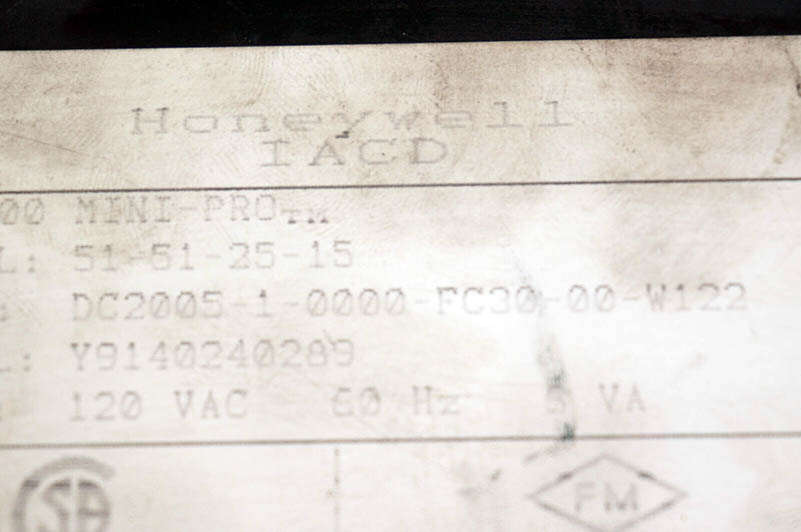 Honeywell
IACD
00 MINI-PRO™
L: 51-51-25-15
: DC2005-1-0000-FC30-00-W122
L: Y9140240289
: 120 VAC 60 Hz VA
FM